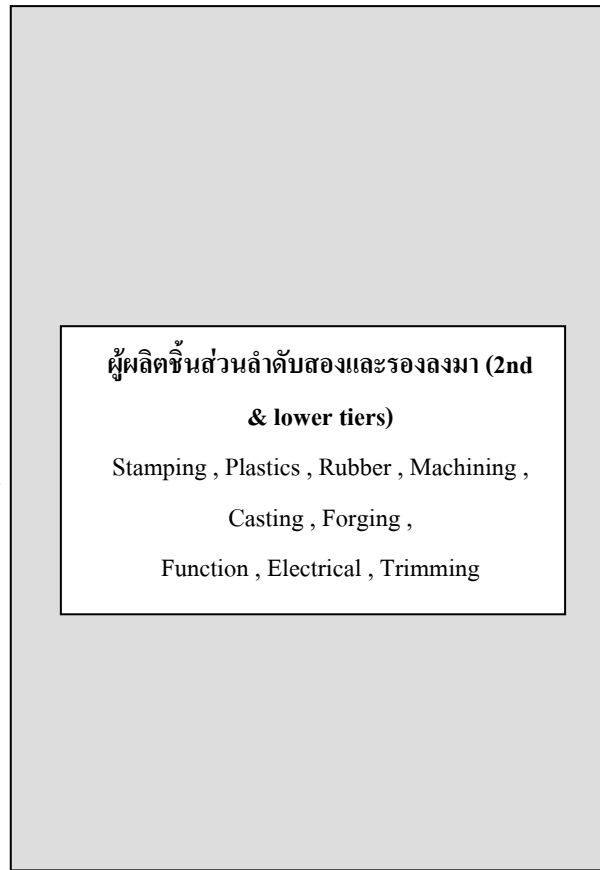 ผู้ผลิตชิ้นส่วนลำดับสองและรองลงมา (2nd
& lower tiers)
Stamping , Plastics , Rubber , Machining ,
Casting , Forging ,
Function , Electrical , Trimming